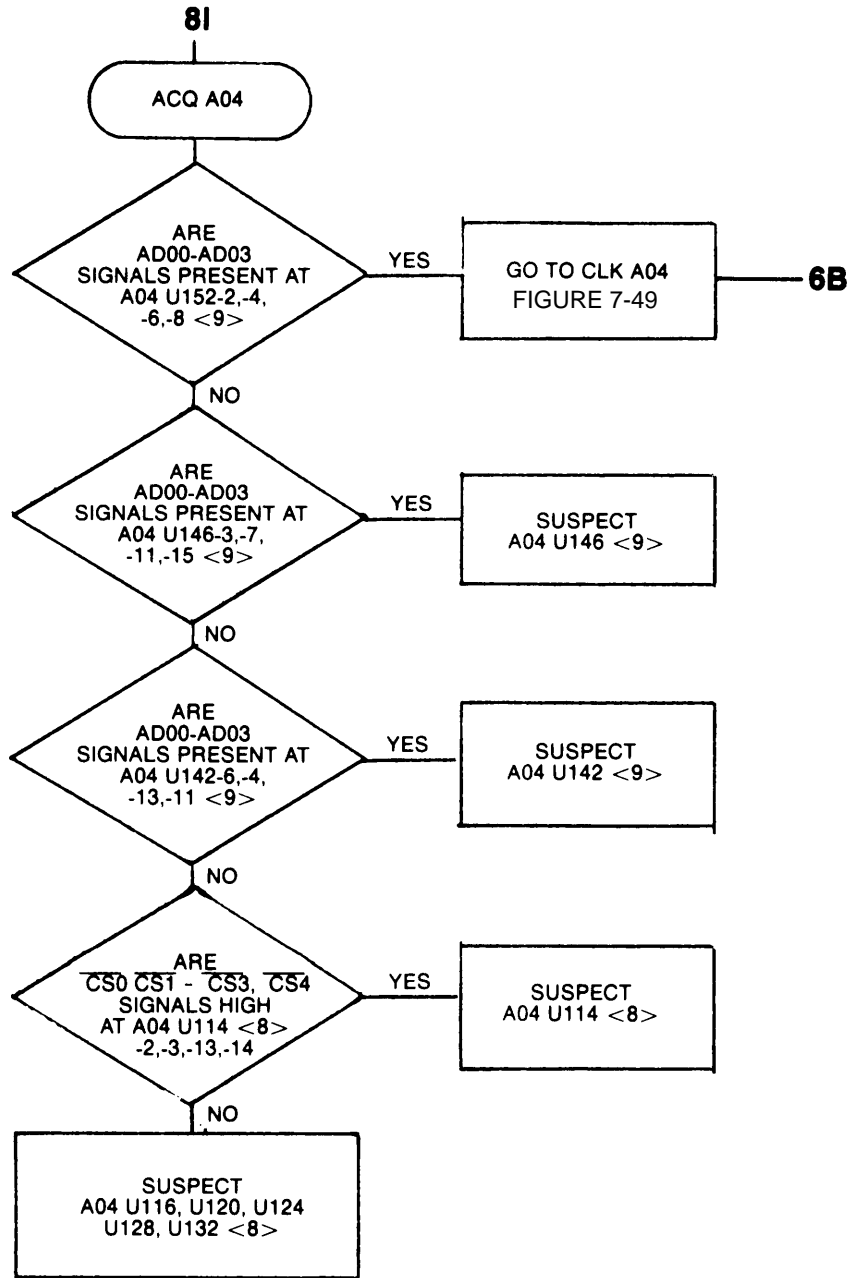 8I
ACQ A04
ARE
AD00-AD03
SIGNALS PRESENT AT
A04 U152-2,-4,
-6,-8 <9>
YES
GO TO CLK A04
FIGURE 7-49
6B
NO
ARE
AD00-AD03
SIGNALS PRESENT AT
A04 U146-3,-7,
-11,-15 <9>
YES
SUSPECT
A04 U146 <9>
NO
ARE
AD00-AD03
SIGNALS PRESENT AT
A04 U142-6,-4,
-13,-11 <9>
YES
SUSPECT
A04 U142 <9>
NO
ARE
C̅S̅0̅ C̅S̅1̅ - C̅S̅3̅, C̅S̅4̅
SIGNALS HIGH
AT A04 U114 <8>
-2,-3,-13,-14
YES
SUSPECT
A04 U114 <8>
NO
SUSPECT
A04 U116, U120, U124
U128, U132 <8>